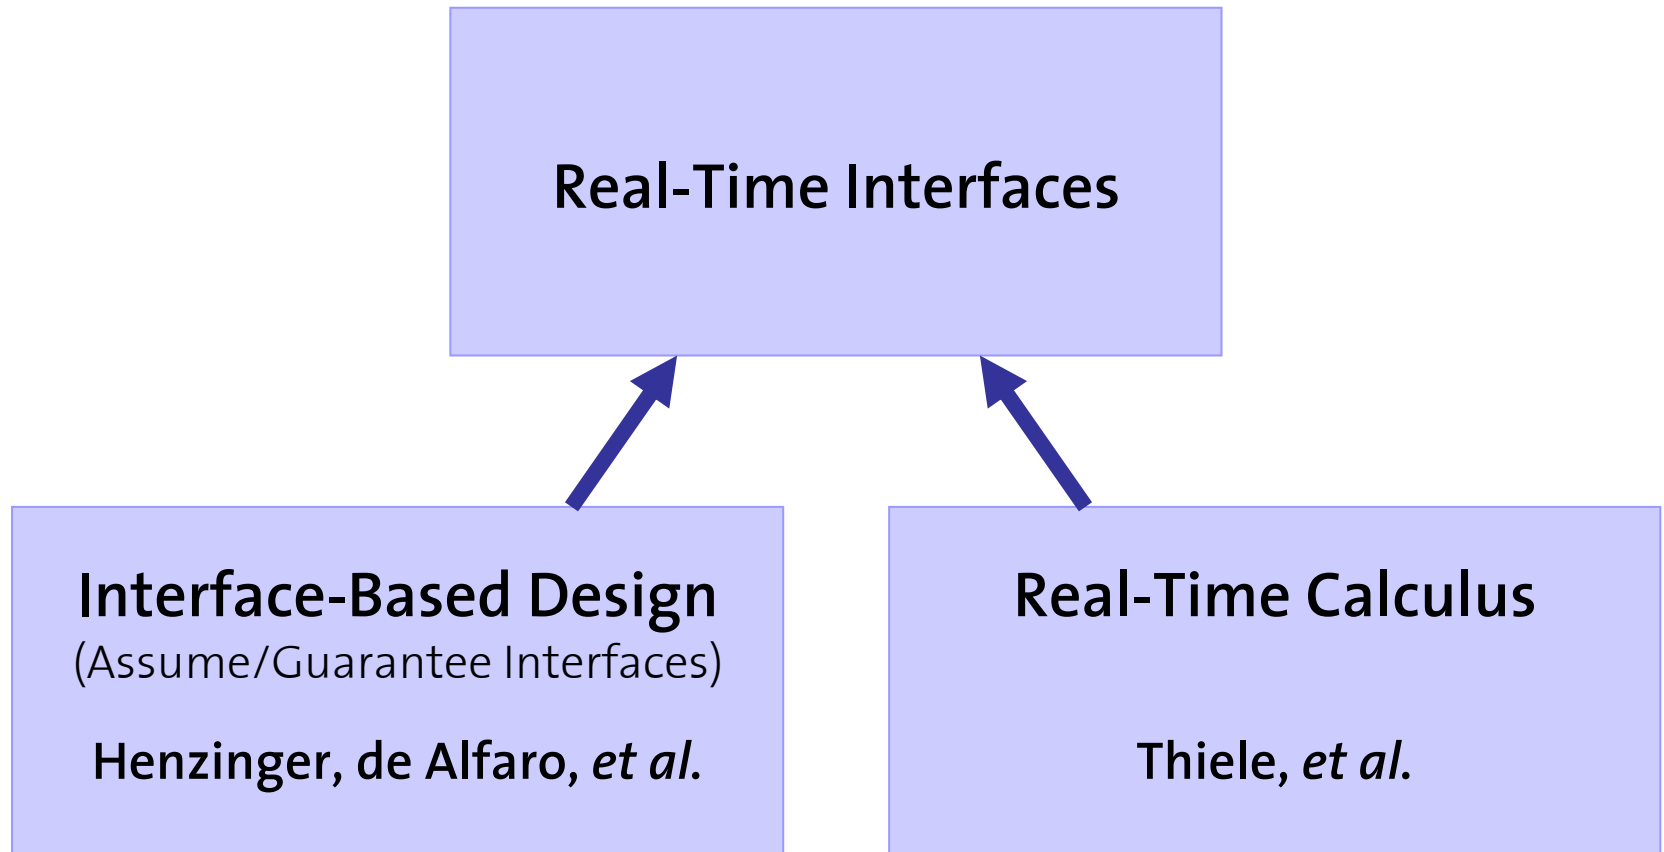 Real-Time Interfaces
Interface-Based Design
(Assume/Guarantee Interfaces)
Henzinger, de Alfaro, et al.
Real-Time Calculus
Thiele, et al.